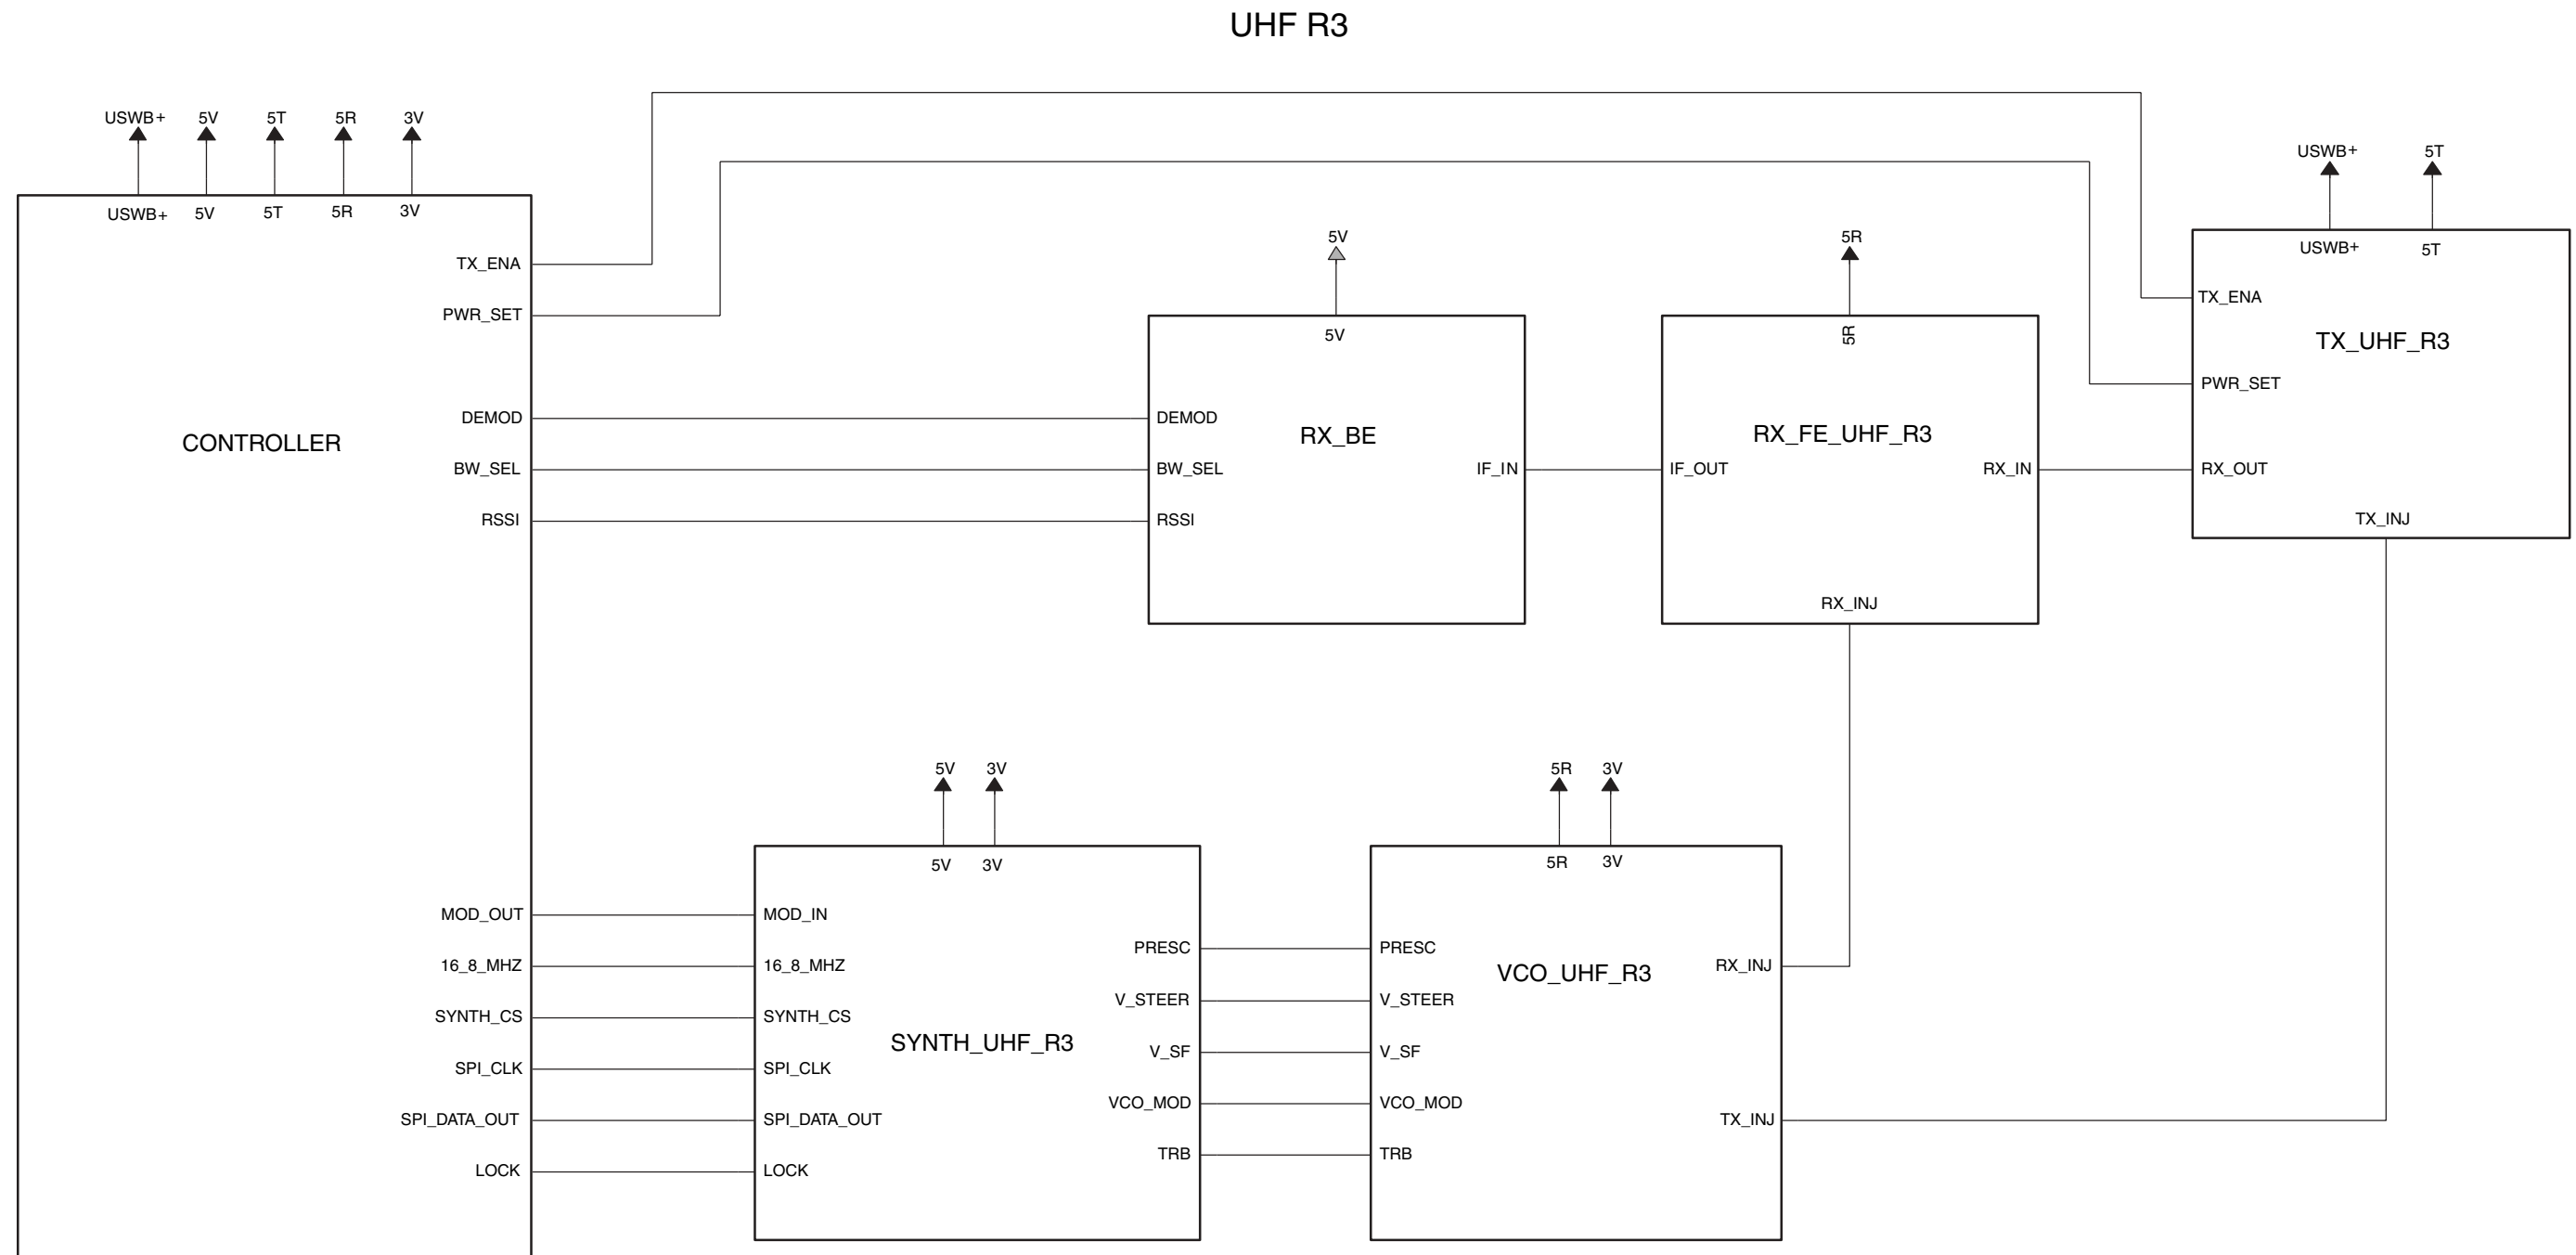 UHF R3
USWB+ 5V 5T 5R 3V
USWB+ 5V 5T 5R 3V
TX_ENA
PWR_SET
DEMOD
CONTROLLER
BW_SEL
RSSI
MOD_OUT
16_8_MHZ
SYNTH_CS
SPI_CLK
SPI_DATA_OUT
LOCK
5V
5V
DEMOD
RX_BE
BW_SEL
IF_IN
RSSI
5R
5R
RX_FE_UHF_R3
IF_OUT
RX_IN
RX_INJ
USWB+ 5T
USWB+ 5T
TX_ENA
TX_UHF_R3
PWR_SET
RX_OUT
TX_INJ
5V 3V
5V 3V
MOD_IN
PRESC
16_8_MHZ
V_STEER
SYNTH_CS
SYNTH_UHF_R3
V_SF
SPI_CLK
VCO_MOD
SPI_DATA_OUT
TRB
LOCK
5R 3V
5R 3V
PRESC
VCO_UHF_R3
RX_INJ
V_STEER
V_SF
VCO_MOD
TX_INJ
TRB